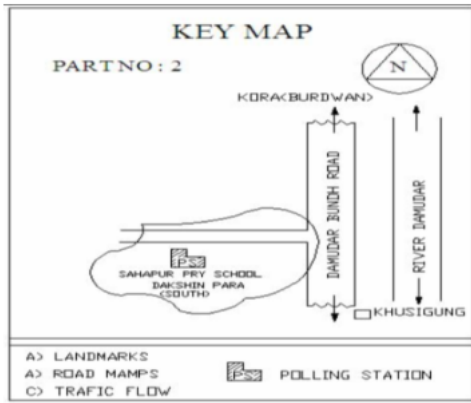 KEY MAP
PART NO : 2
N
KORA(BURDWAN)
DAMUDAR BUNDH ROAD
RIVER DAMUDAR
PS
SAHAPUR PRY SCHOOL
DAKSHIN PARA
(SOUTH)
KHUSIGUNG
A) LANDMARKS
A) ROAD MAMPS
C) TRAFIC FLOW
PS
POLLING STATION